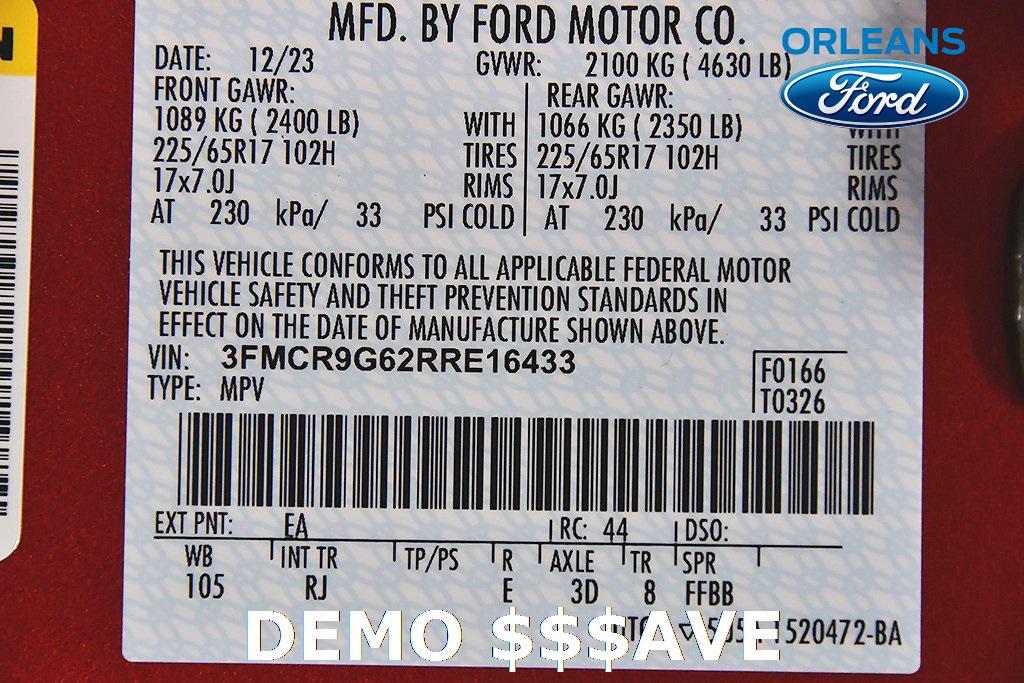 MFD. BY FORD MOTOR CO.
ORLEANS
Ford
DATE: 12/23 GVWR: 2100 KG ( 4630 LB)
FRONT GAWR: REAR GAWR:
1089 KG ( 2400 LB) WITH 1066 KG ( 2350 LB) WITH
225/65R17 102H TIRES 225/65R17 102H TIRES
17x7.0J RIMS 17x7.0J RIMS
AT 230 kPa/ 33 PSI COLD AT 230 kPa/ 33 PSI COLD
THIS VEHICLE CONFORMS TO ALL APPLICABLE FEDERAL MOTOR
VEHICLE SAFETY AND THEFT PREVENTION STANDARDS IN
EFFECT ON THE DATE OF MANUFACTURE SHOWN ABOVE.
VIN: 3FMCR9G62RRE16433
TYPE: MPV
F0166
T0326
EXT PNT: EA RC: 44 DSO:
WB INT TR TP/PS R AXLE TR SPR
105 RJ E 3D 8 FFBB
DEMO $$$AVE
520472-BA